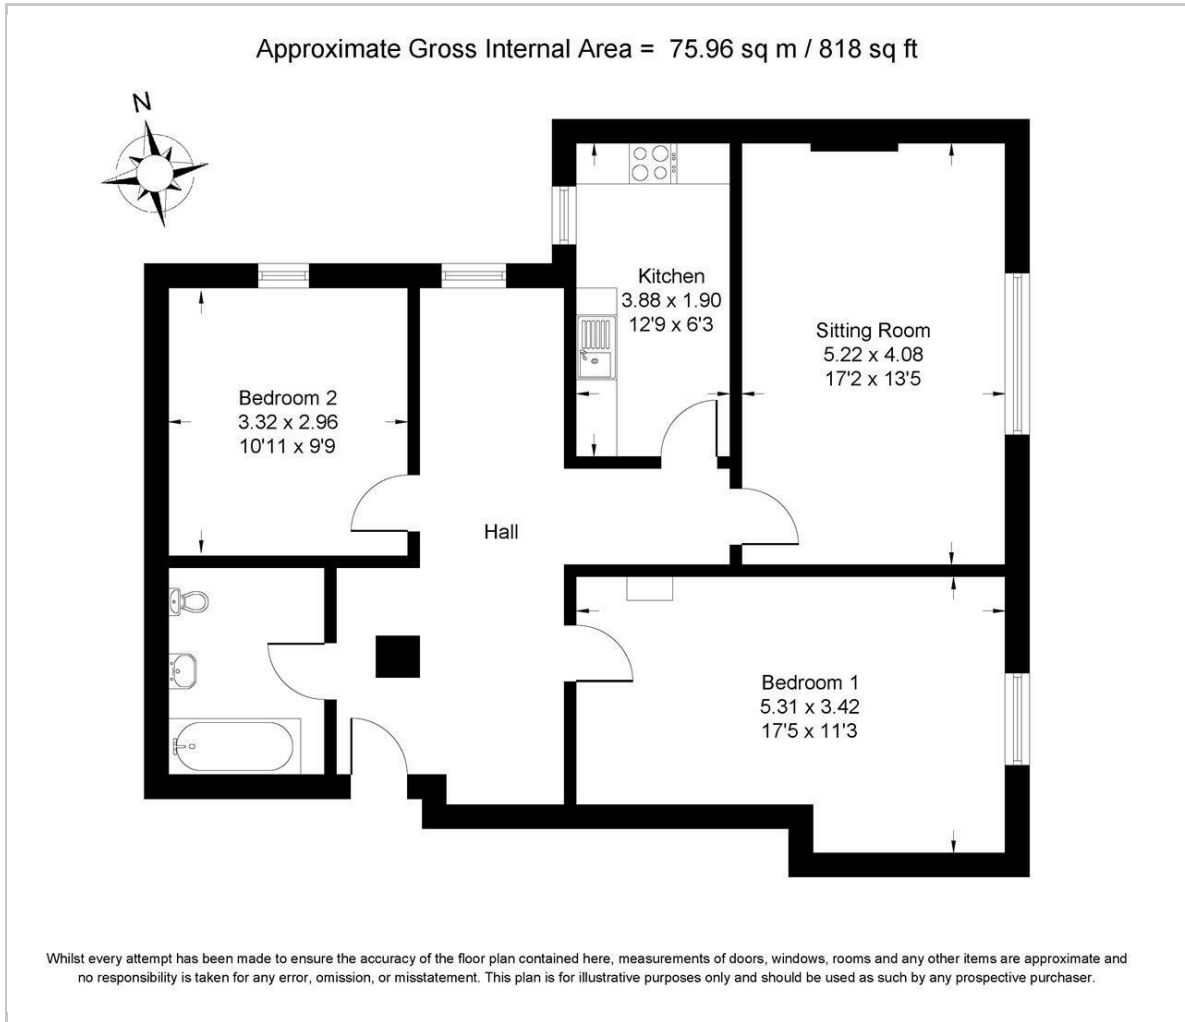 Approximate Gross Internal Area = 75.96 sq m / 818 sq ft
N
Kitchen
3.88 x 1.90
12'9 x 6'3
Sitting Room
5.22 x 4.08
17'2 x 13'5
Bedroom 2
3.32 x 2.96
10'11 x 9'9
Hall
Bedroom 1
5.31 x 3.42
17'5 x 11'3
Whilst every attempt has been made to ensure the accuracy of the floor plan contained here, measurements of doors, windows, rooms and any other items are approximate and
no responsibility is taken for any error, omission, or misstatement. This plan is for illustrative purposes only and should be used as such by any prospective purchaser.